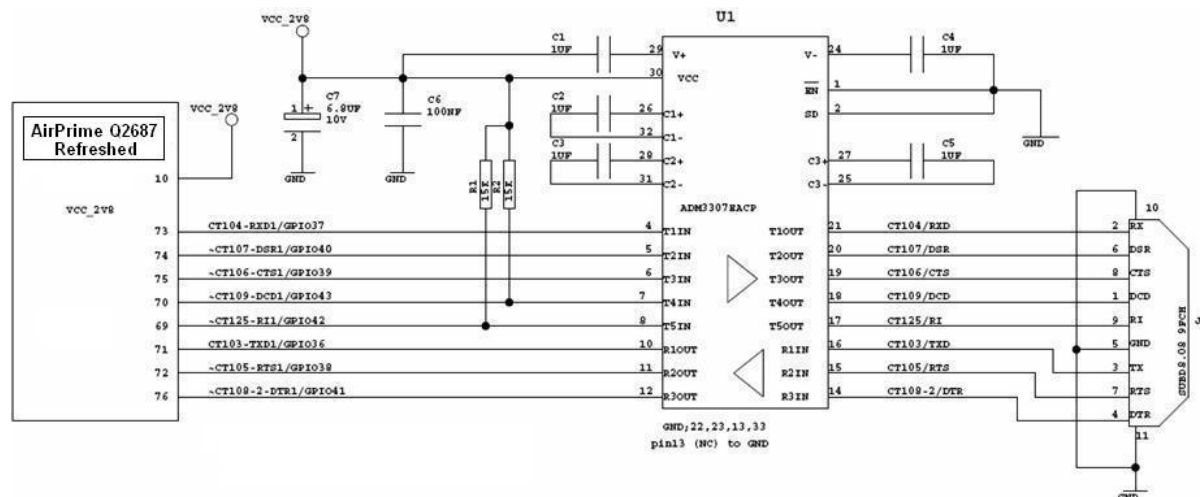 U1
VCC_2V8
C1
1UF
29
V+
V-
24
C4
1UF
30
VCC
C7
6.8UF
10V
1
+
2
C6
100NF
C2
1UF
26
C1+
32
C1-
C3
1UF
28
C2+
31
C2-
EN
1
SD
2
GND
C3+
27
C5
1UF
C3-
25
GND
GND
VCC_2V8
AirPrime Q2687
Refreshed
10
VCC_2V8
R1
15K
R2
15K
ADM3307EACP
10
73
CT104-RXD1/GPIO37
4
T1IN
T1OUT
21
CT104/RXD
2
RX
74
~CT107-DSR1/GPIO40
5
T2IN
T2OUT
20
CT107/DSR
6
DSR
75
~CT106-CTS1/GPIO39
6
T3IN
T3OUT
19
CT106/CTS
8
CTS
70
~CT109-DCD1/GPIO43
7
T4IN
T4OUT
18
CT109/DCD
1
DCD
69
~CT125-RI1/GPIO42
8
T5IN
T5OUT
17
CT125/RI
9
RI
71
CT103-TXD1/GPIO36
10
R1OUT
R1IN
16
CT103/TXD
5
GND
72
~CT105-RTS1/GPIO38
11
R2OUT
R2IN
15
CT105/RTS
3
TX
76
~CT108-2-DTR1/GPIO41
12
R3OUT
R3IN
14
CT108-2/DTR
7
RTS
4
DTR
SUBD8.08 9PCH
11
GND;22,23,13,33
pin13 (NC) to GND
GND